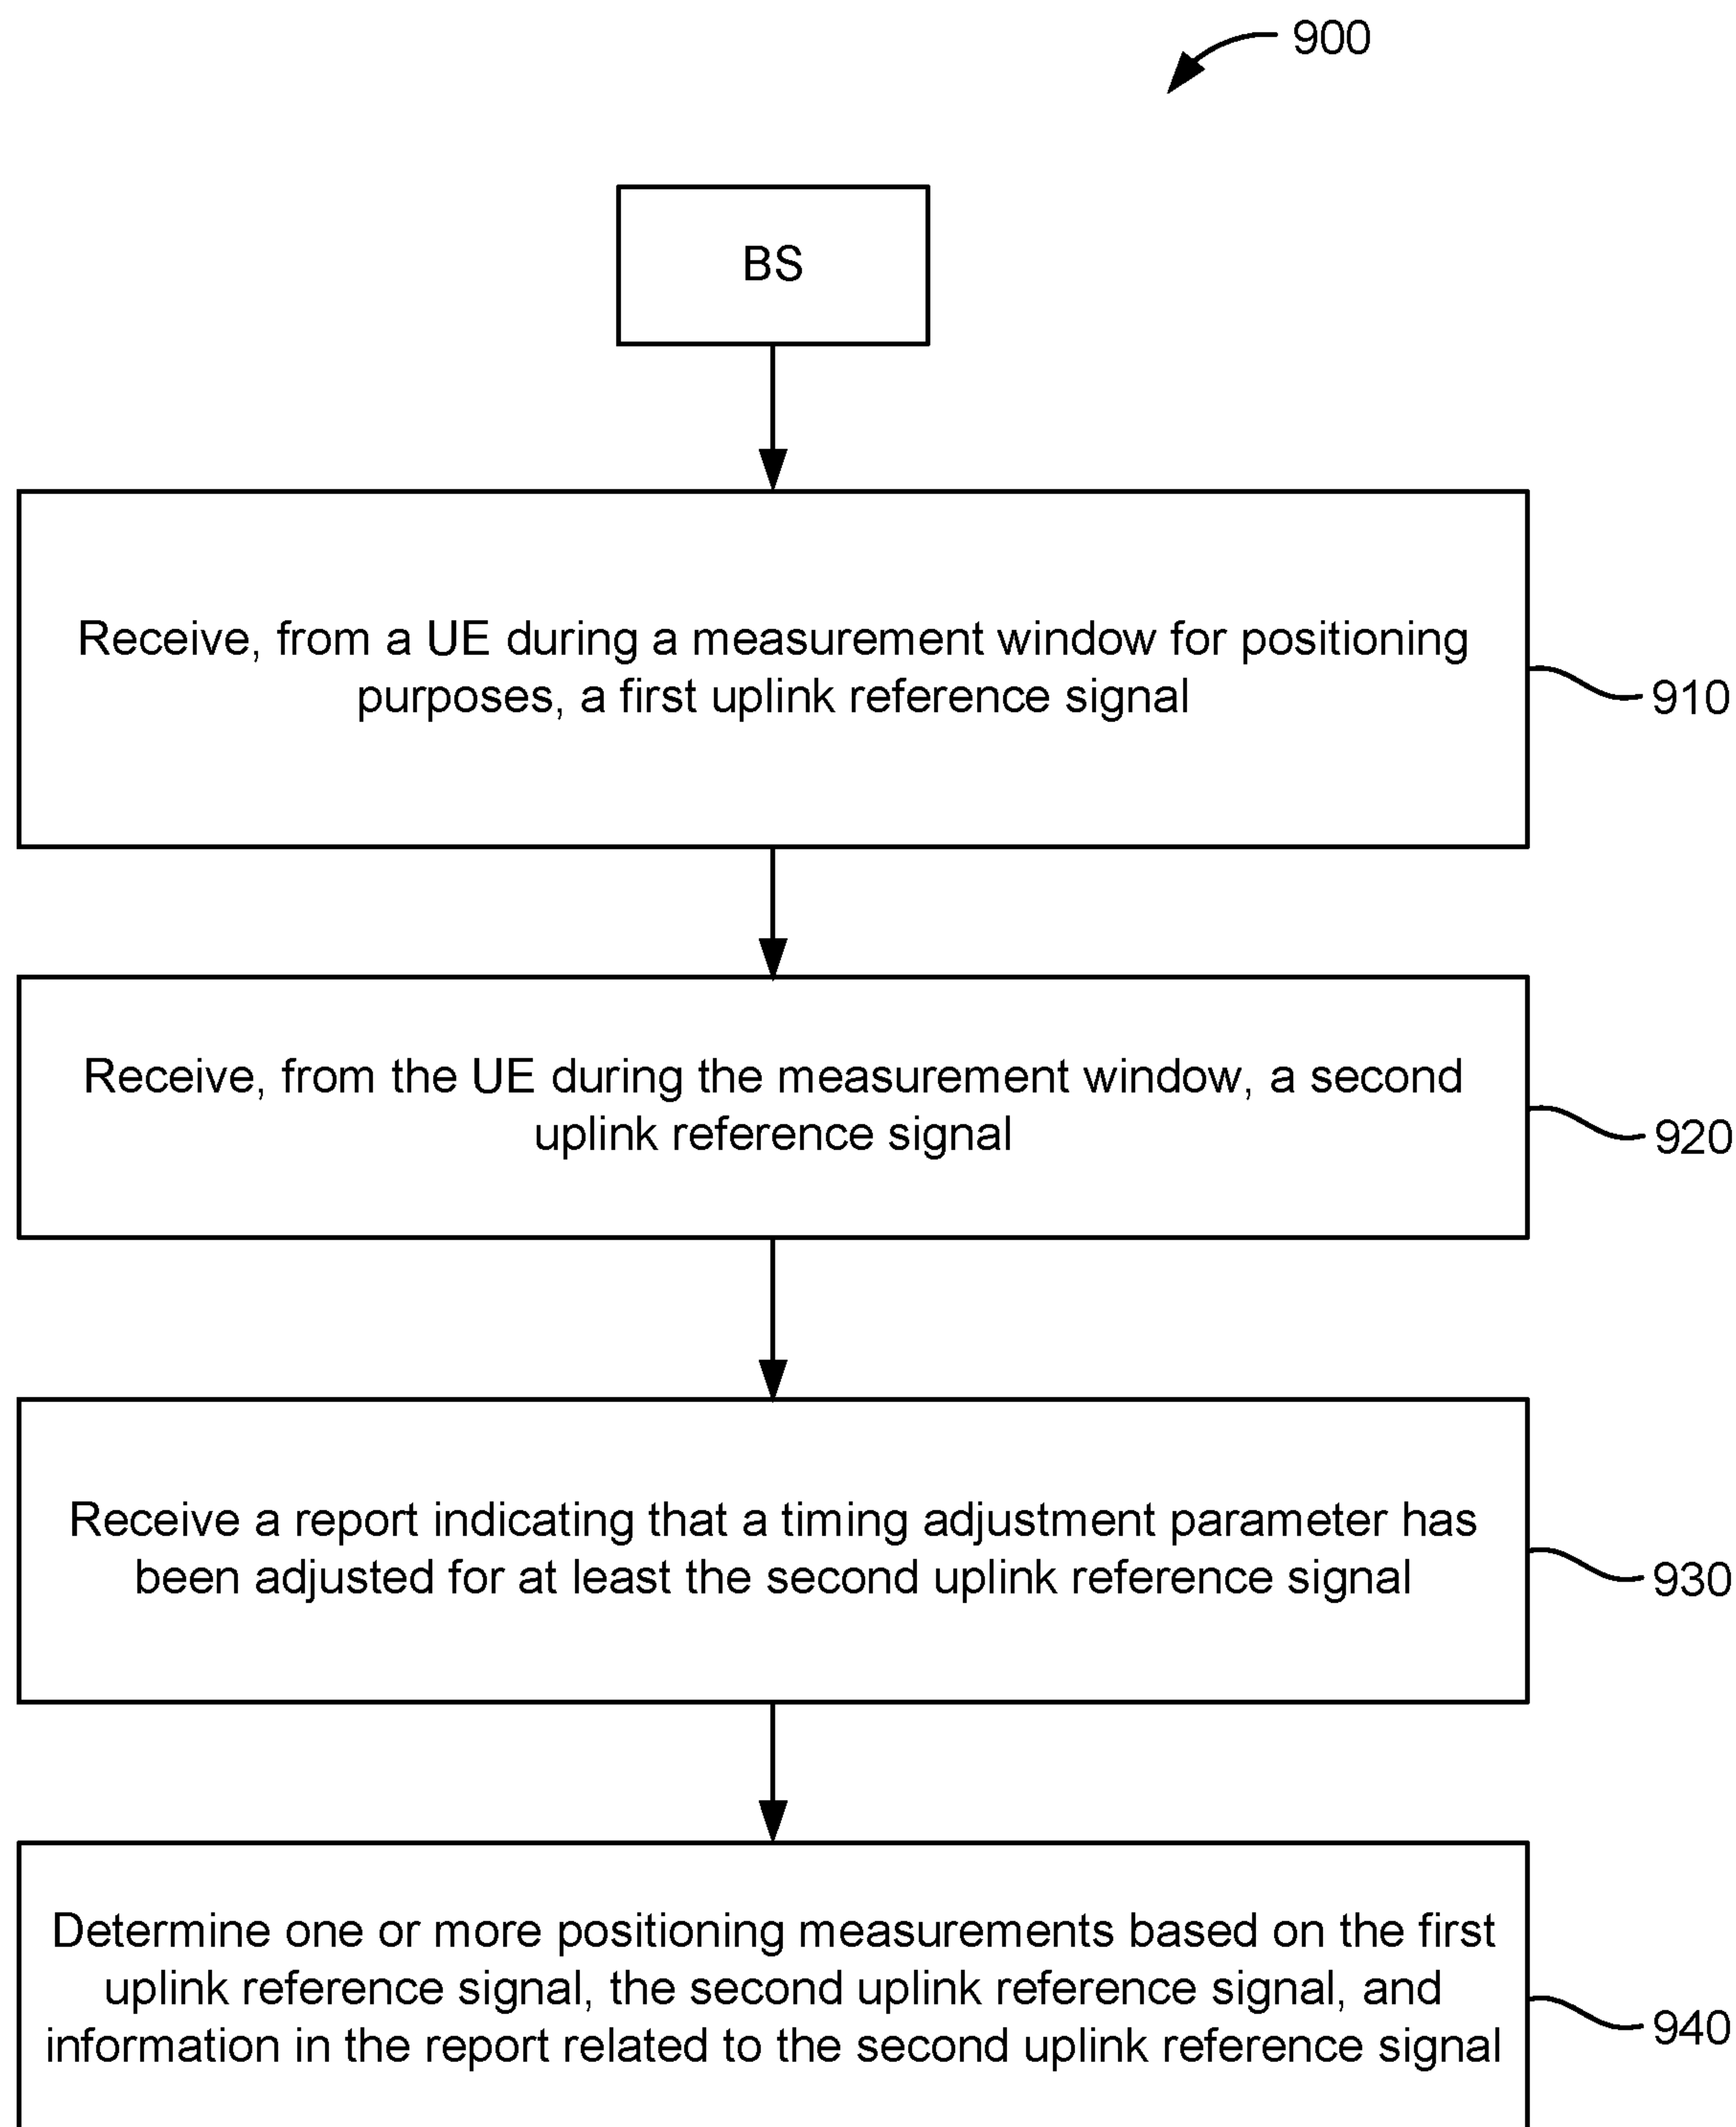 900
BS
Receive, from a UE during a measurement window for positioning
purposes, a first uplink reference signal
910
Receive, from the UE during the measurement window, a second
uplink reference signal
920
Receive a report indicating that a timing adjustment parameter has
been adjusted for at least the second uplink reference signal
930
Determine one or more positioning measurements based on the first
uplink reference signal, the second uplink reference signal, and
information in the report related to the second uplink reference signal
940